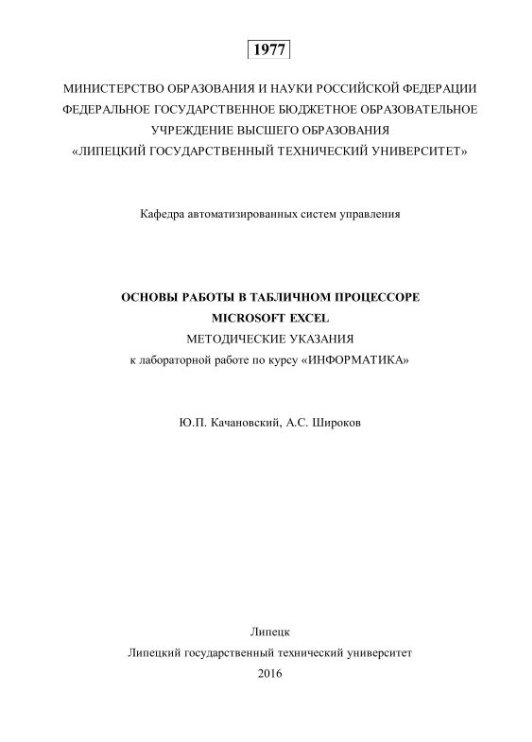 1977
МИНИСТЕРСТВО ОБРАЗОВАНИЯ И НАУКИ РОССИЙСКОЙ ФЕДЕРАЦИИ
ФЕДЕРАЛЬНОЕ ГОСУДАРСТВЕННОЕ БЮДЖЕТНОЕ ОБРАЗОВАТЕЛЬНОЕ
УЧРЕЖДЕНИЕ ВЫСШЕГО ОБРАЗОВАНИЯ
«ЛИПЕЦКИЙ ГОСУДАРСТВЕННЫЙ ТЕХНИЧЕСКИЙ УНИВЕРСИТЕТ»
Кафедра автоматизированных систем управления
ОСНОВЫ РАБОТЫ В ТАБЛИЧНОМ ПРОЦЕССОРЕ
MICROSOFT EXCEL
МЕТОДИЧЕСКИЕ УКАЗАНИЯ
к лабораторной работе по курсу «ИНФОРМАТИКА»
Ю.П. Качановский, А.С. Широков
Липецк
Липецкий государственный технический университет
2016